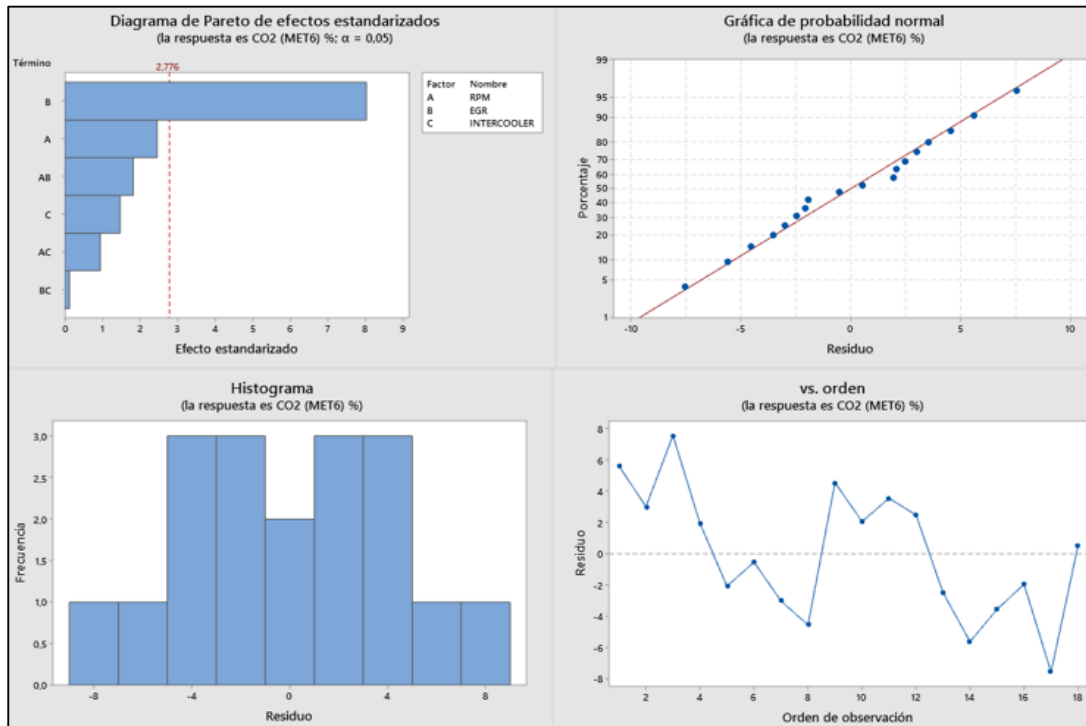 Diagrama de Pareto de efectos estandarizados
(la respuesta es CO2 (MET6) %; α = 0,05)
Término
2,776
B
A
AB
C
AC
BC
0 1 2 3 4 5 6 7 8 9
Efecto estandarizado
Factor Nombre
A RPM
B EGR
C INTERCOOLER
Gráfica de probabilidad normal
(la respuesta es CO2 (MET6) %)
Porcentaje
99
95
90
80
70
60
50
40
30
20
10
5
1
-10 -5 0 5 10
Residuo
Histograma
(la respuesta es CO2 (MET6) %)
Frecuencia
3,0
2,5
2,0
1,5
1,0
0,5
0,0
-8 -4 0 4 8
Residuo
vs. orden
(la respuesta es CO2 (MET6) %)
Residuo
8
6
4
2
0
-2
-4
-6
-8
2 4 6 8 10 12 14 16 18
Orden de observación